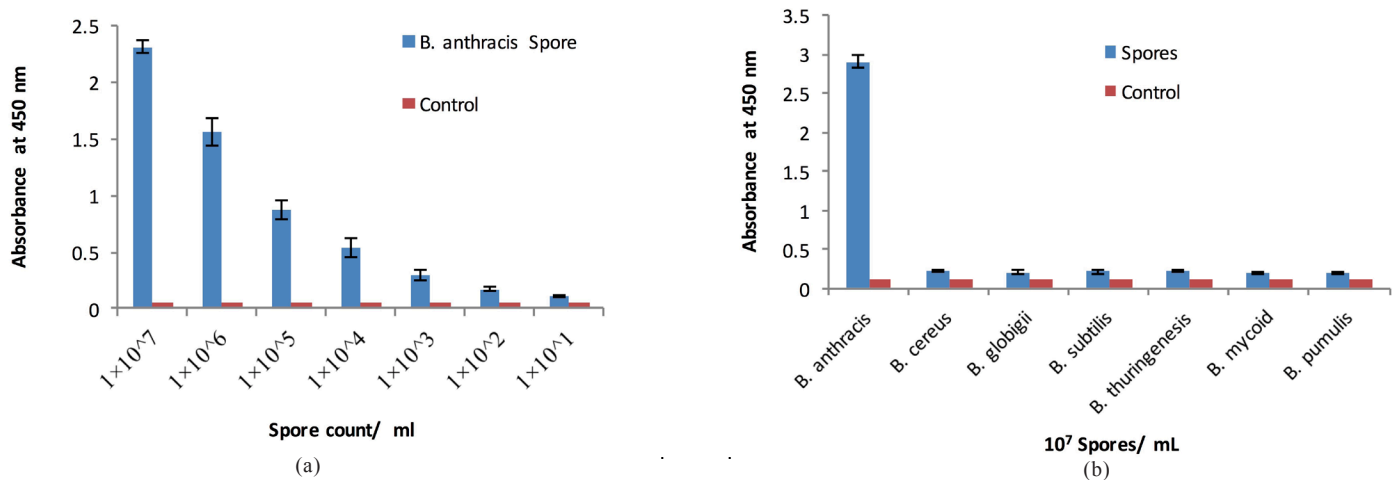 2.5
2
1.5
1
0.5
0
Absorbance at 450 nm
B. anthracis Spore
Control
1×10^7
1×10^6
1×10^5
1×10^4
1×10^3
1×10^2
1×10^1
Spore count/ ml
(a)
3.5
3
2.5
2
1.5
1
0.5
0
Absorbance at 450 nm
Spores
Control
B. anthracis
B. cereus
B. globigii
B. subtilis
B. thuringenesis
B. mycoid
B. pumulis
10⁷ Spores/ mL
(b)